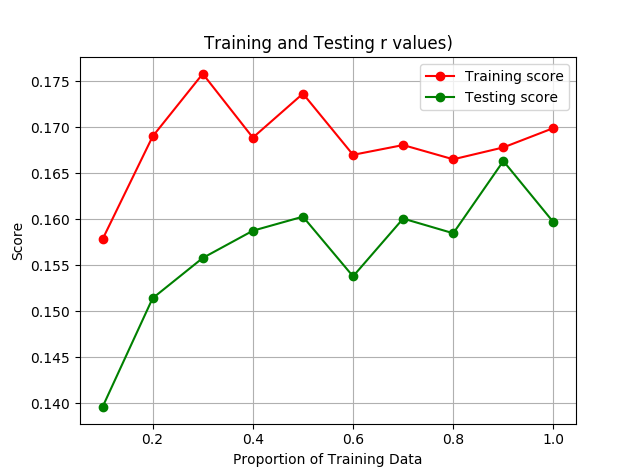 Training and Testing r values)
Training score
Testing score
0.175
0.170
0.165
0.160
0.155
0.150
0.145
0.140
Score
0.2 0.4 0.6 0.8 1.0
Proportion of Training Data